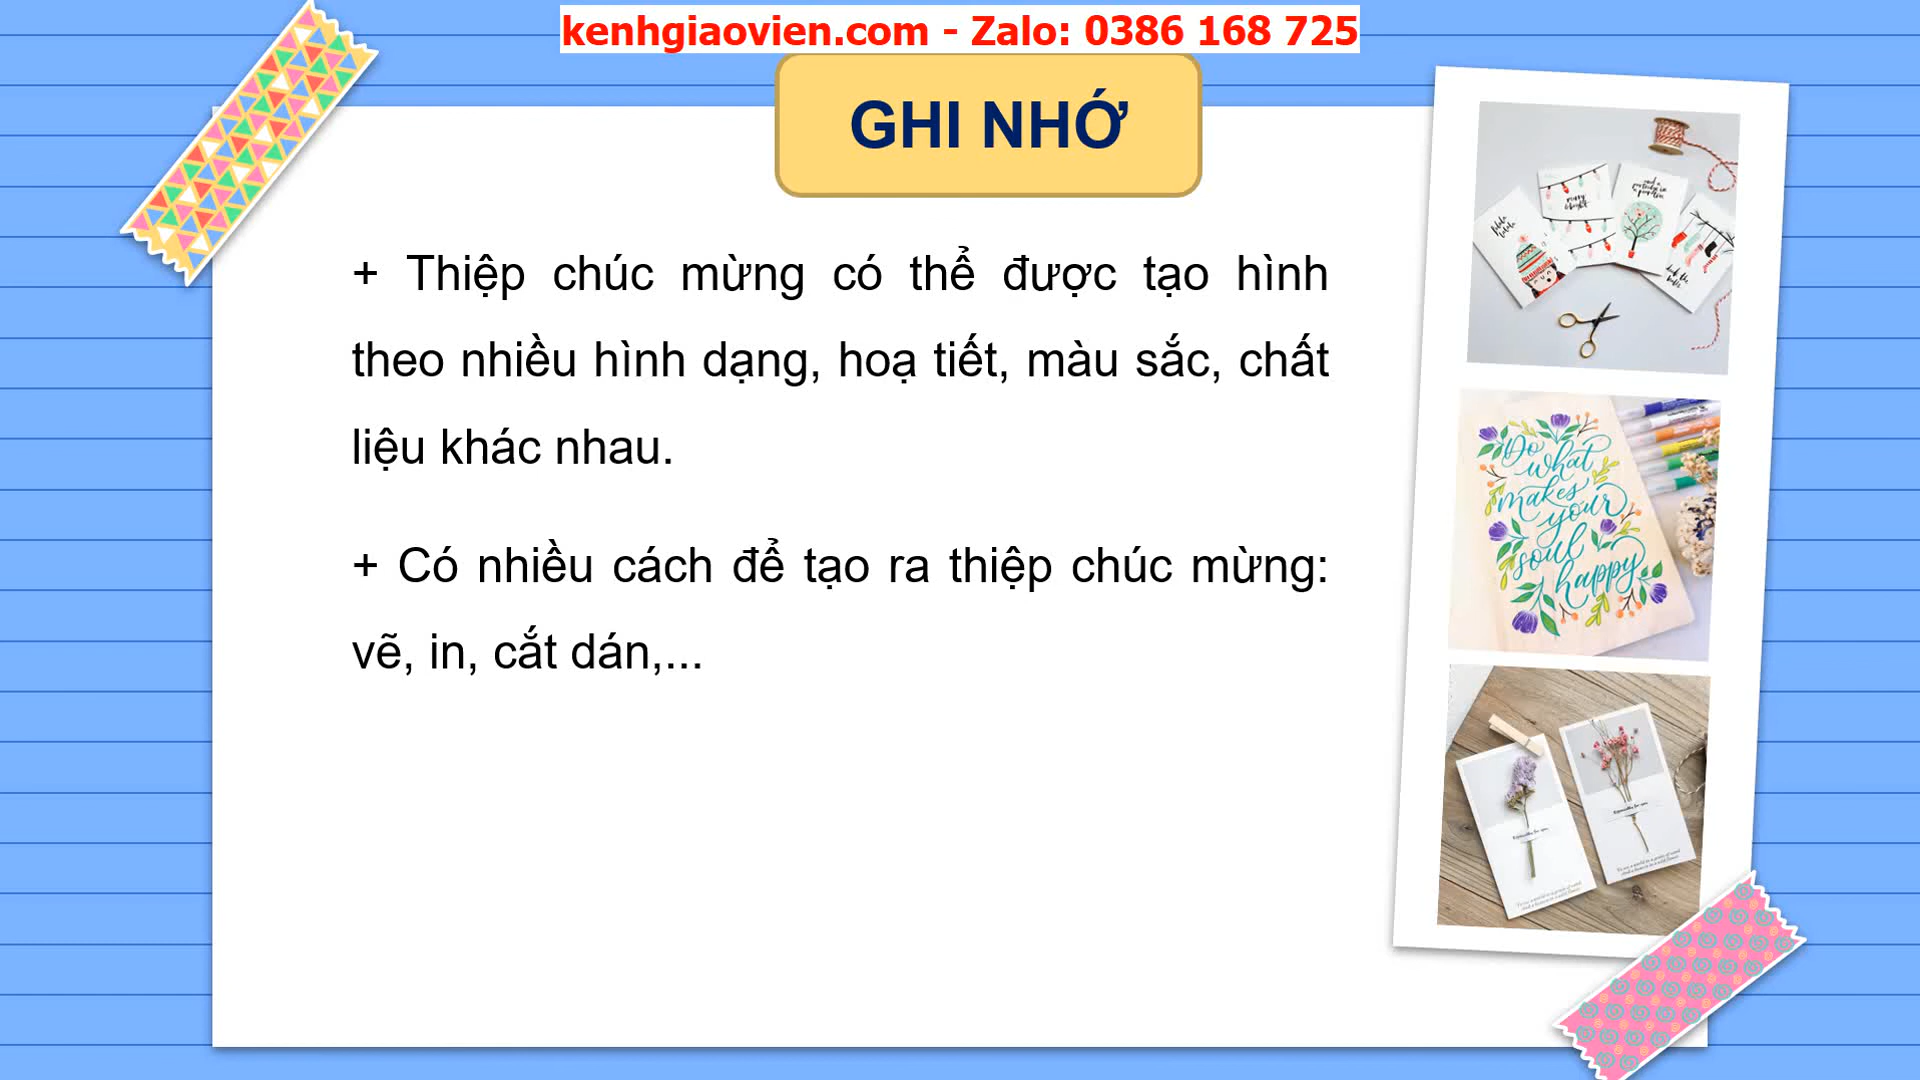 kenhgiaovien.com - Zalo: 0386 168 725
GHI NHỚ
+ Thiệp chúc mừng có thể được tạo hình
theo nhiều hình dạng, hoạ tiết, màu sắc, chất
liệu khác nhau.
+ Có nhiều cách để tạo ra thiệp chúc mừng:
vẽ, in, cắt dán,...
Do
what
makes
your
soul
happy